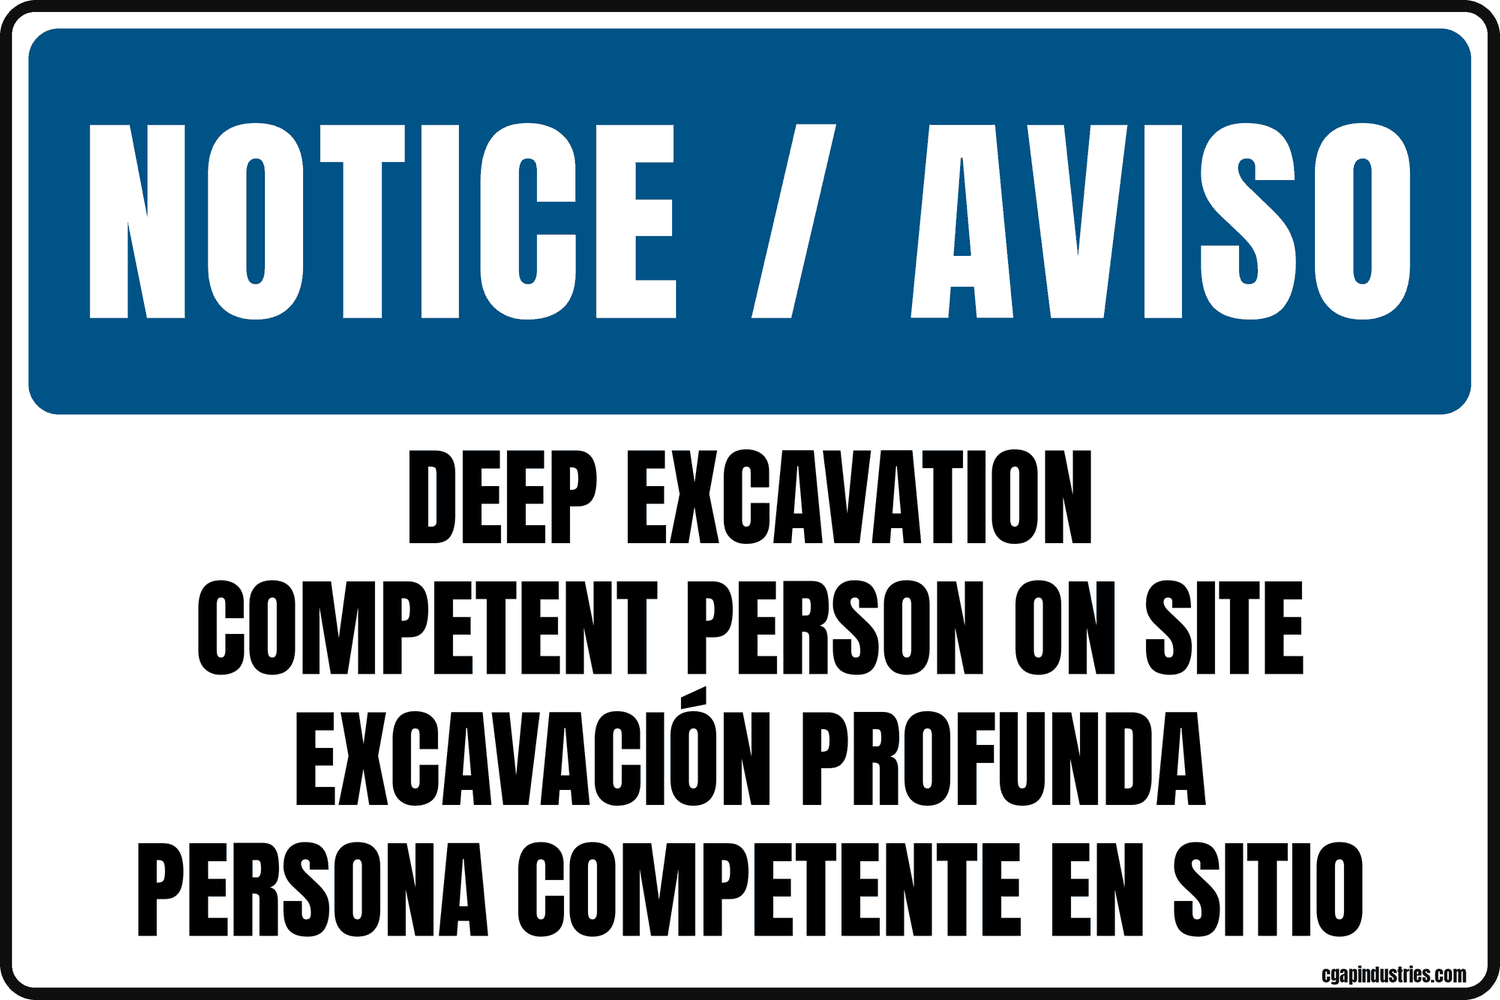 NOTICE / AVISO
DEEP EXCAVATION
COMPETENT PERSON ON SITE
EXCAVACIÓN PROFUNDA
PERSONA COMPETENTE EN SITIO
cgapindustries.com